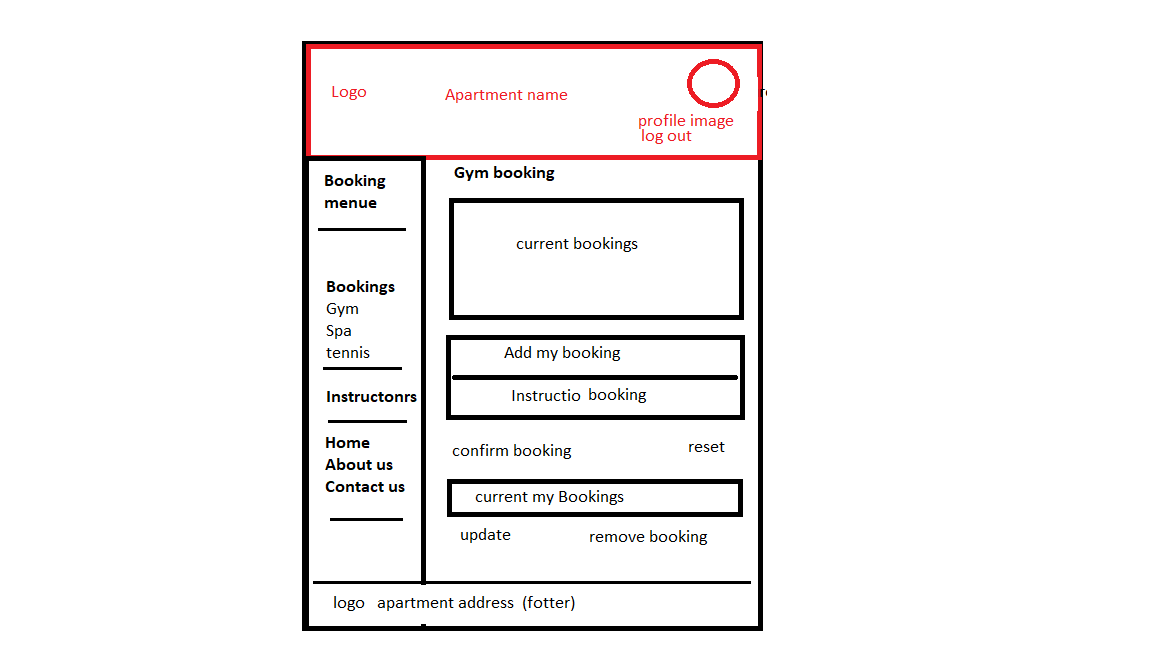 Logo
Apartment name
profile image
log out
Booking
menue
Bookings
Gym
Spa
tennis
Instructonrs
Home
About us
Contact us
Gym booking
current bookings
Add my booking
Instructio booking
confirm booking
reset
current my Bookings
update
remove booking
logo apartment address (fotter)